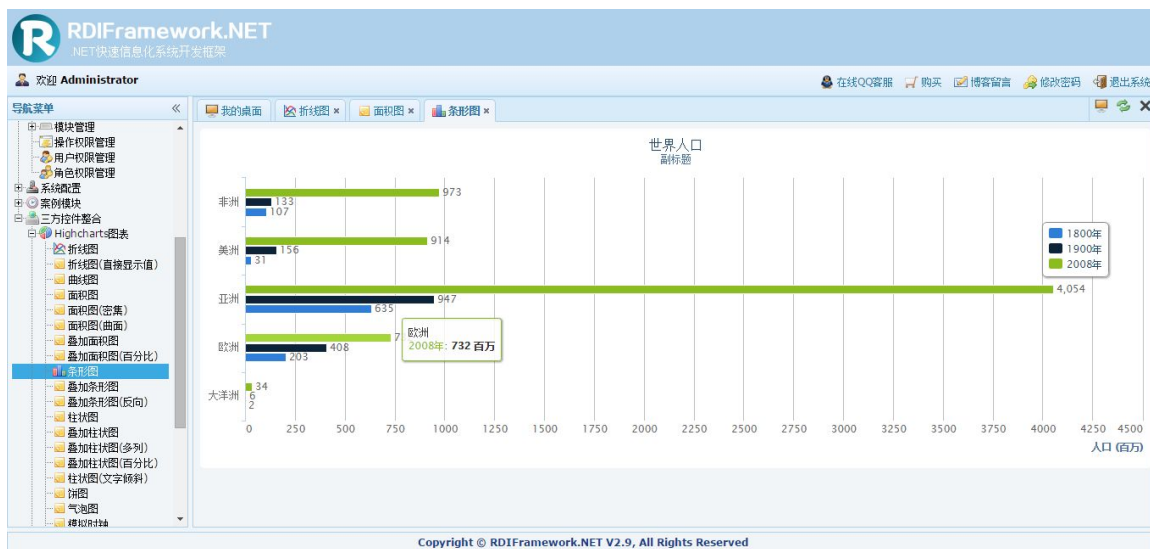 RDIFramework.NET
.NET快速信息化系统开发框架
欢迎 Administrator
在线QQ客服 购买 博客留言 修改密码 退出系统
导航菜单
我的桌面 折线图 面积图 条形图
模块管理
操作权限管理
用户权限管理
角色权限管理
系统配置
案例模块
三方控件整合
Highcharts图表
折线图
折线图(直接显示值)
曲线图
面积图
面积图(密集)
面积图(曲面)
叠加面积图
叠加面积图(百分比)
条形图
叠加条形图
叠加条形图(反向)
柱状图
叠加柱状图
叠加柱状图(多列)
叠加柱状图(百分比)
柱状图(文字倾斜)
饼图
气泡图
模拟时钟
世界人口
副标题
非洲
973
133
107
美洲
914
156
31
亚洲
4,054
947
635
欧洲
7
408
203
大洋洲
34
6
2
欧洲
2008年: 732 百万
1800年
1900年
2008年
0 250 500 750 1000 1250 1500 1750 2000 2250 2500 2750 3000 3250 3500 3750 4000 4250 4500
人口 (百万)
Copyright © RDIFramework.NET V2.9, All Rights Reserved